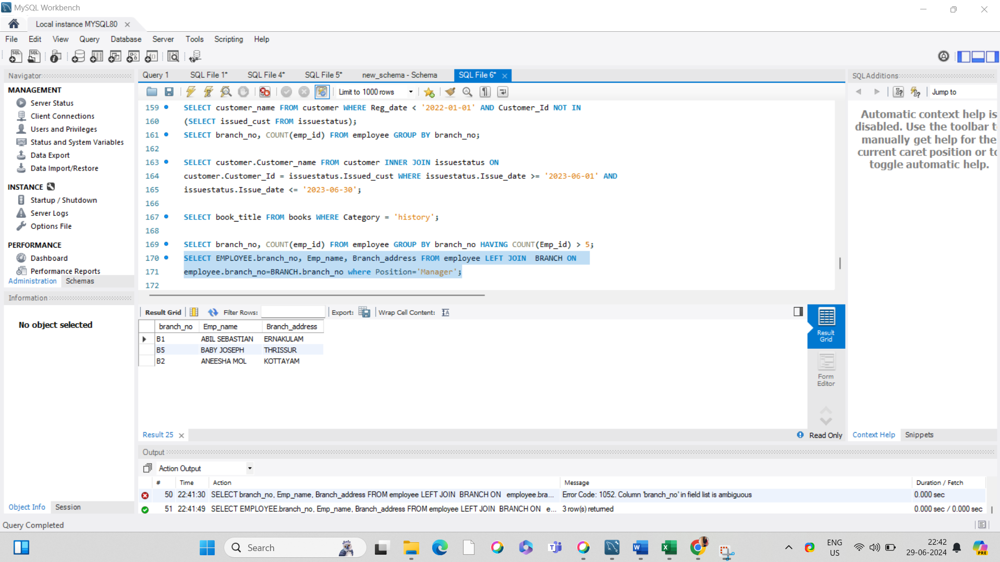 MySQL Workbench
Local instance MYSQL80
File Edit View Query Database Server Tools Scripting Help
Navigator
MANAGEMENT
Server Status
Client Connections
Users and Privileges
Status and System Variables
Data Export
Data Import/Restore
INSTANCE
Startup / Shutdown
Server Logs
Options File
PERFORMANCE
Dashboard
Performance Reports
Administration Schemas
Information
No object selected
Object Info Session
Query 1 SQL File 1* SQL File 4* SQL File 5* new_schema - Schema SQL File 6*
Limit to 1000 rows
159 SELECT customer_name FROM customer WHERE Reg_date < '2022-01-01' AND Customer_Id NOT IN
160 (SELECT issued_cust FROM issuestatus);
161 SELECT branch_no, COUNT(emp_id) FROM employee GROUP BY branch_no;
162
163 SELECT customer.Customer_name FROM customer INNER JOIN issuestatus ON
164 customer.Customer_Id = issuestatus.Issued_cust WHERE issuestatus.Issue_date >= '2023-06-01' AND
165 issuestatus.Issue_date <= '2023-06-30';
166
167 SELECT book_title FROM books WHERE Category = 'history';
168
169 SELECT branch_no, COUNT(emp_id) FROM employee GROUP BY branch_no HAVING COUNT(Emp_id) > 5;
170 SELECT EMPLOYEE.branch_no, Emp_name, Branch_address FROM employee LEFT JOIN  BRANCH ON
171 employee.branch_no=BRANCH.branch_no where Position='Manager';
172
Result Grid Filter Rows: Export: Wrap Cell Content:
branch_no Emp_name Branch_address
B1 ABIL SEBASTIAN ERNAKULAM
B5 BABY JOSEPH THRISSUR
B2 ANEESHA MOL KOTTAYAM
Result
Grid
Form
Editor
Result 25
Read Only
SQLAdditions
Jump to
Automatic context help is
disabled. Use the toolbar t
manually get help for the
current caret position or to
toggle automatic help.
Context Help Snippets
Output
Action Output
# Time Action Message Duration / Fetch
50 22:41:30 SELECT branch_no, Emp_name, Branch_address FROM employee LEFT JOIN  BRANCH ON   employee.bra... Error Code: 1052. Column 'branch_no' in field list is ambiguous 0.000 sec
51 22:41:49 SELECT EMPLOYEE.branch_no, Emp_name, Branch_address FROM employee LEFT JOIN  BRANCH ON   e... 3 row(s) returned 0.000 sec / 0.000 sec
Query Completed
Search
ENG
US
22:42
29-06-2024
PRE